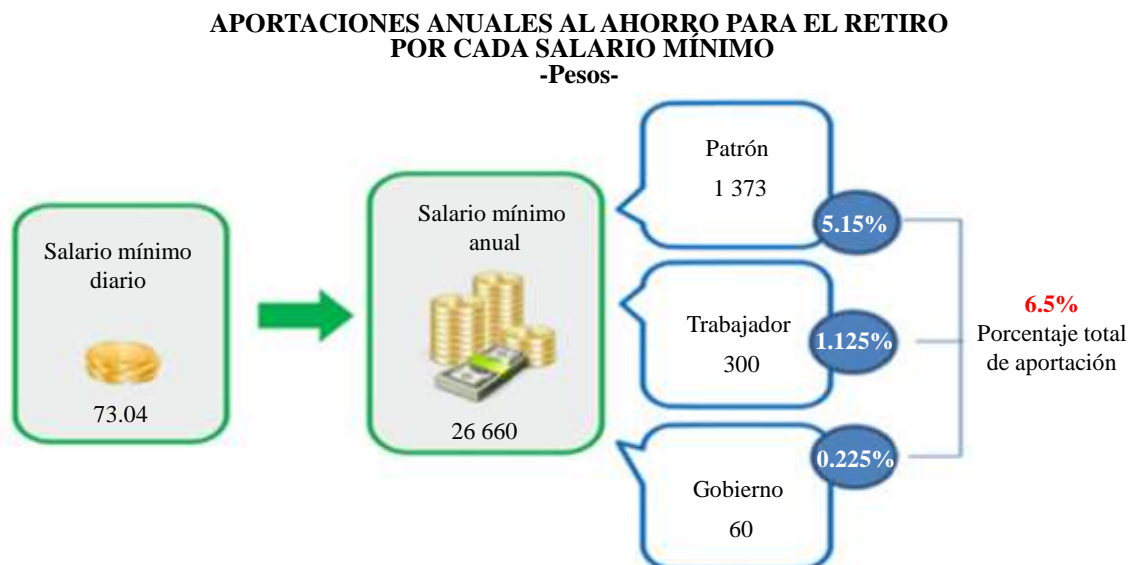 APORTACIONES ANUALES AL AHORRO PARA EL RETIRO
POR CADA SALARIO MÍNIMO
-Pesos-
Salario mínimo
diario
73.04
Salario mínimo
anual
26 660
Patrón
1 373
5.15%
Trabajador
300
1.125%
Gobierno
60
0.225%
6.5%
Porcentaje total
de aportación